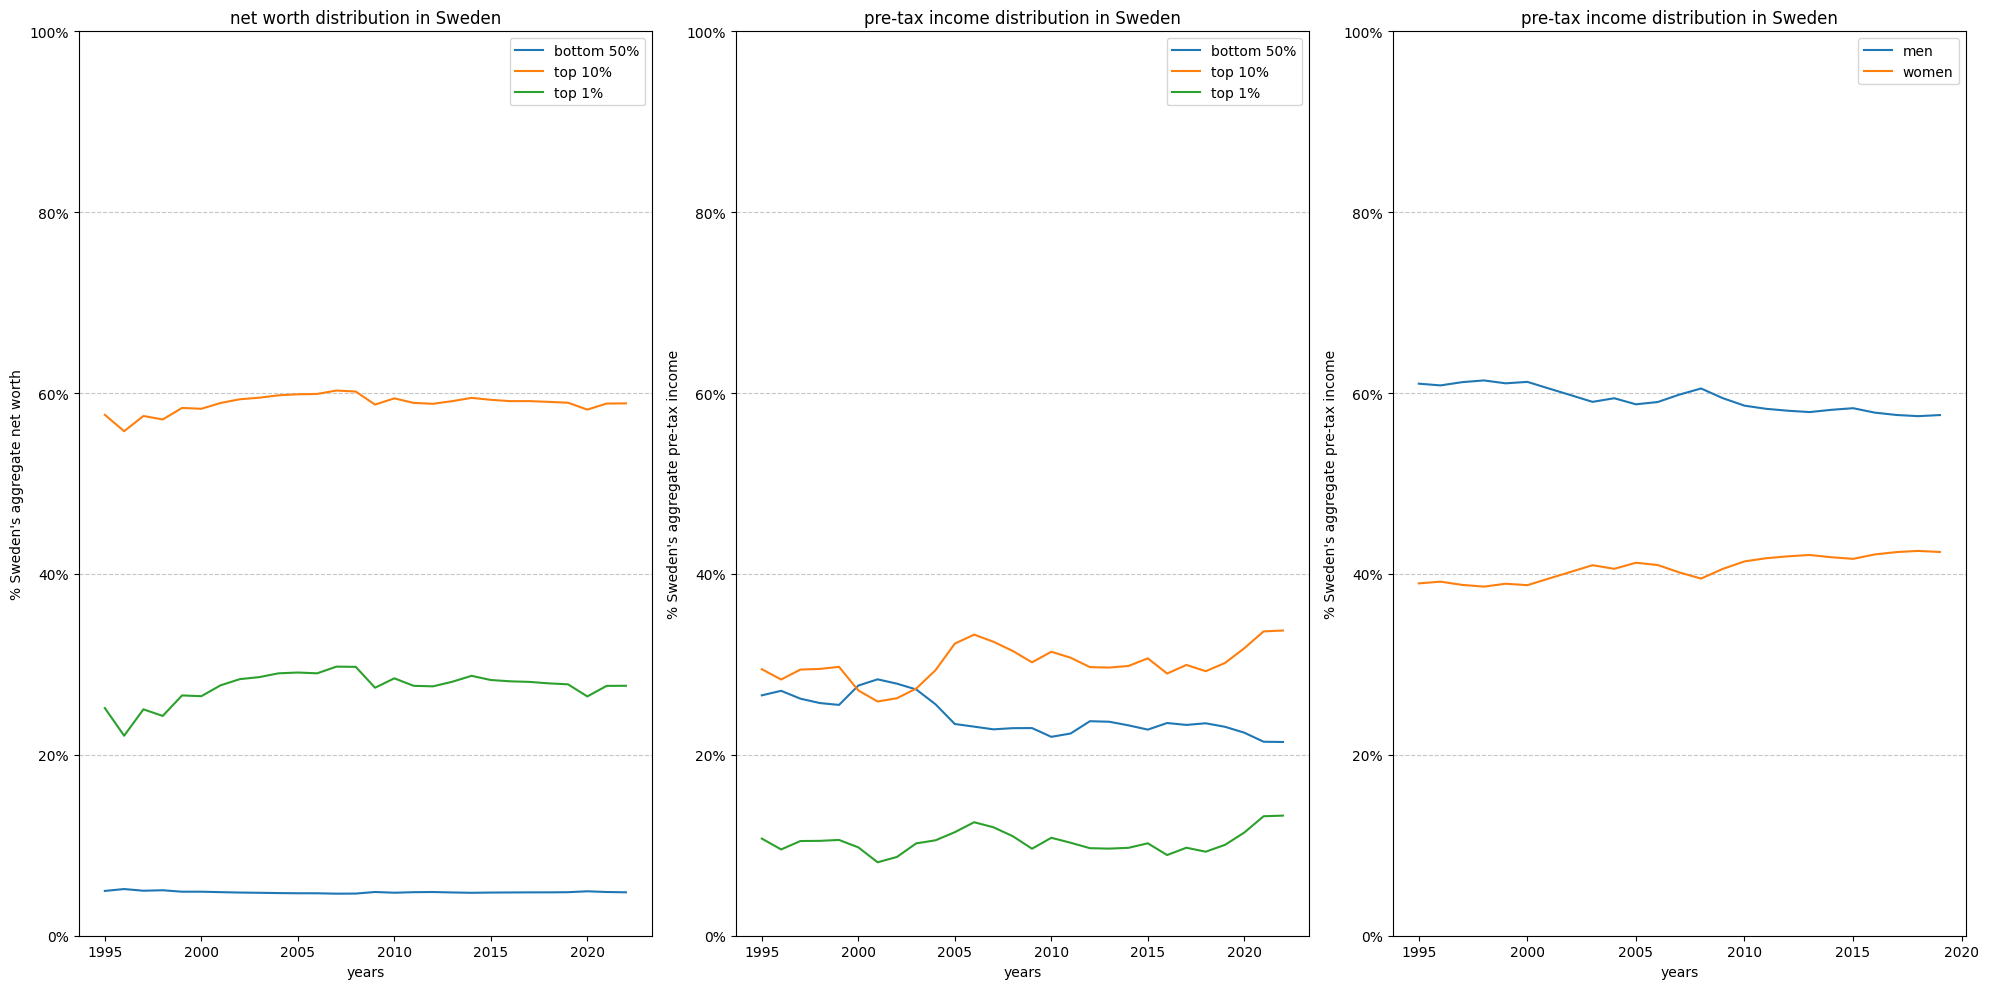 net worth distribution in Sweden
% Sweden's aggregate net worth
100%
80%
60%
40%
20%
0%
bottom 50%
top 10%
top 1%
1995
2000
2005
2010
2015
2020
years
pre-tax income distribution in Sweden
% Sweden's aggregate pre-tax income
100%
80%
60%
40%
20%
0%
bottom 50%
top 10%
top 1%
1995
2000
2005
2010
2015
2020
years
pre-tax income distribution in Sweden
% Sweden's aggregate pre-tax income
100%
80%
60%
40%
20%
0%
men
women
1995
2000
2005
2010
2015
2020
years